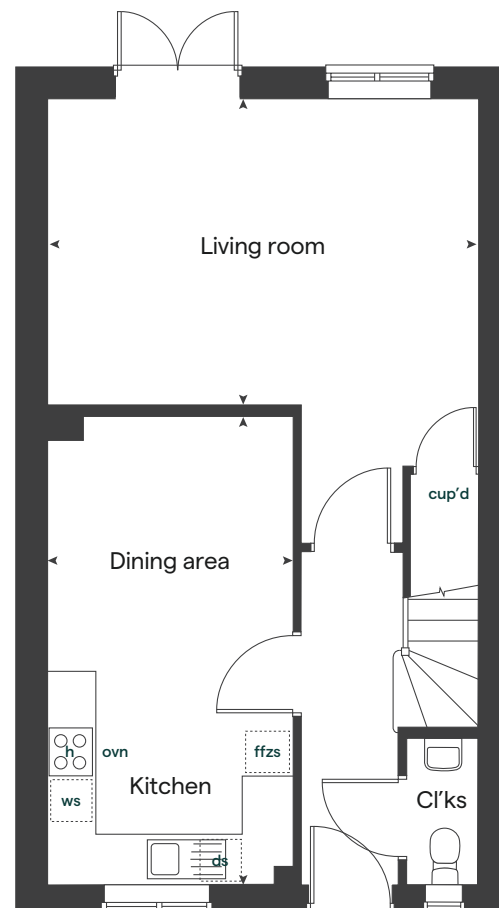 Living room
cup’d
Dining area
h
ovn
ffzs
Kitchen
ws
Cl’ks
ds